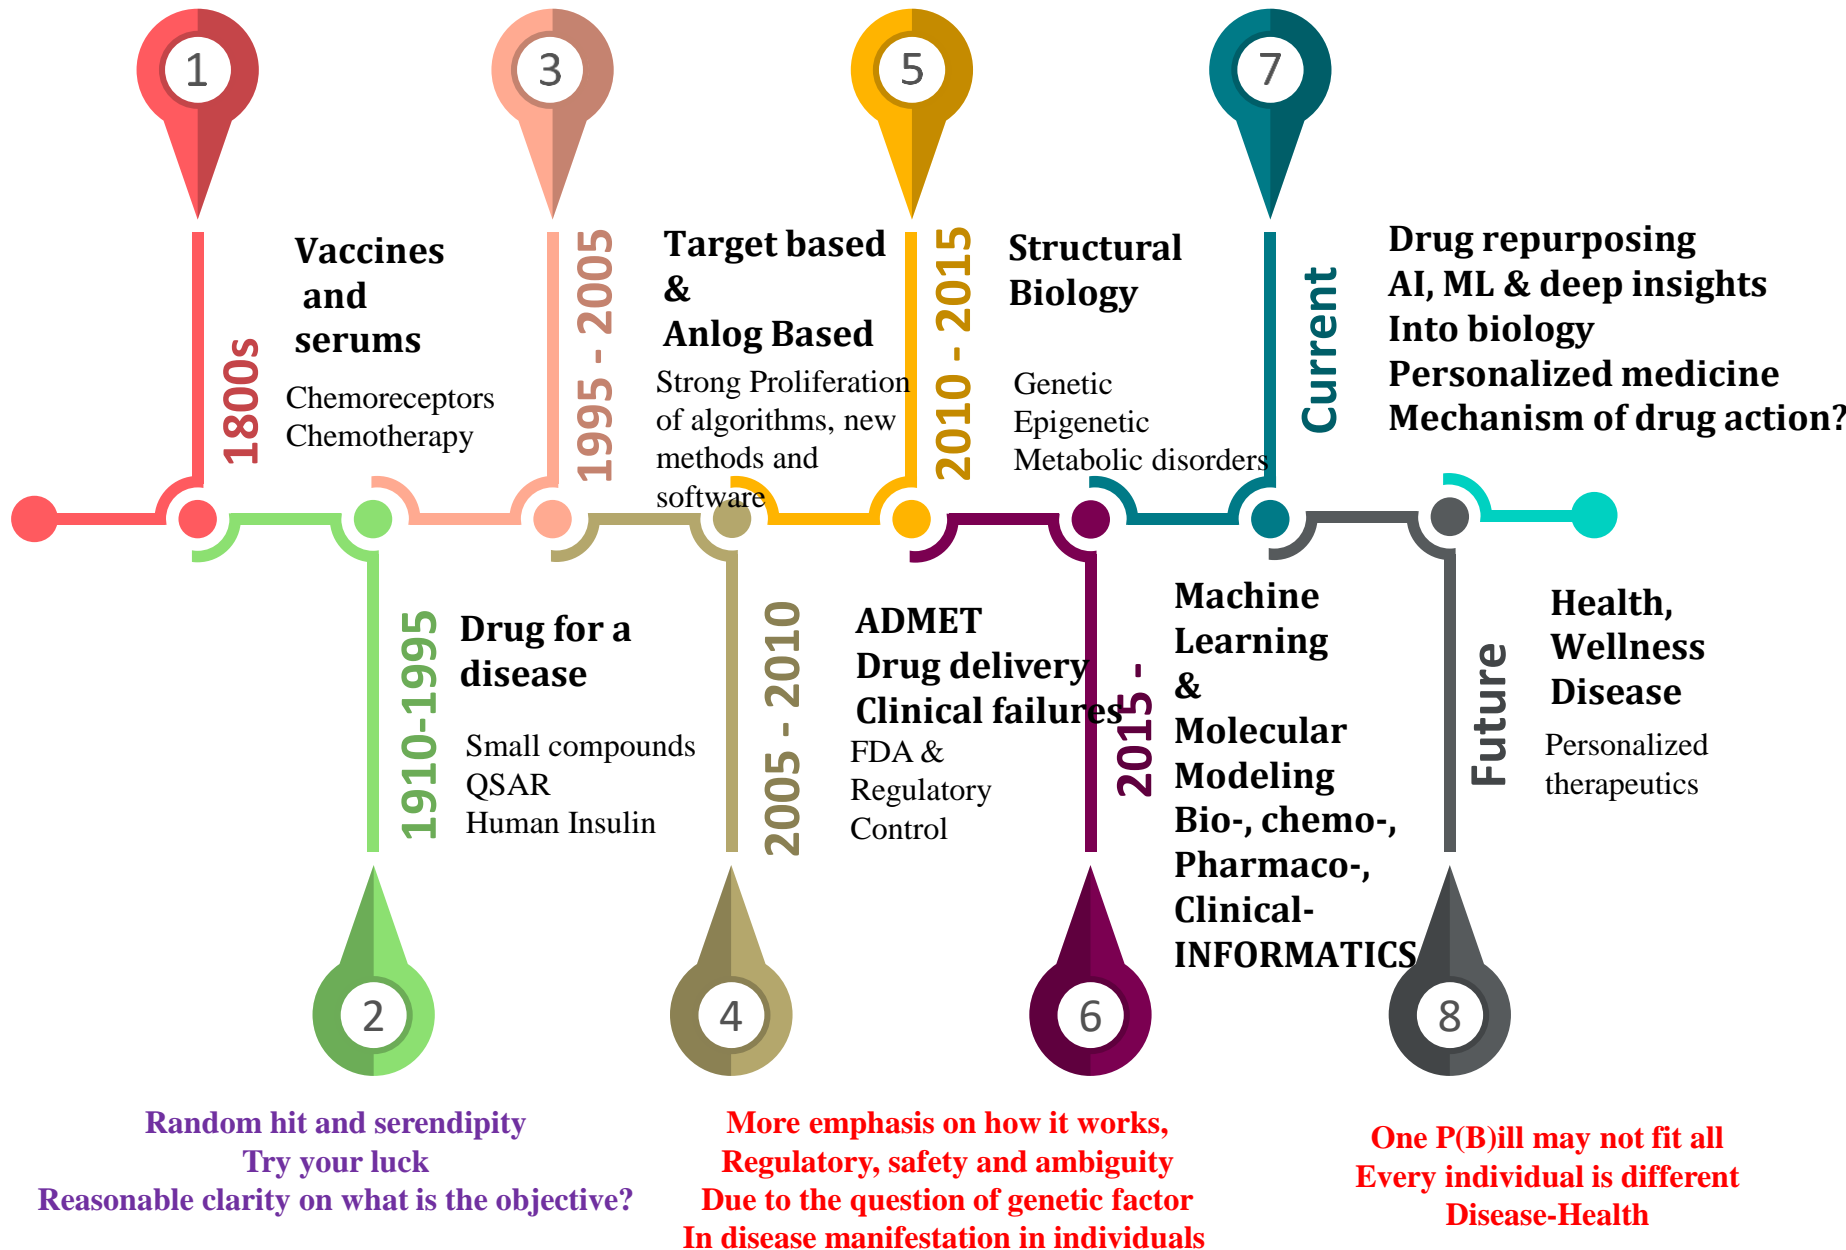 1
1800s
Vaccines
and
serums
Chemoreceptors
Chemotherapy
2
1910-1995
Drug for a
disease
Small compounds
QSAR
Human Insulin
3
1995 - 2005
Target based
&
Anlog Based
Strong Proliferation
of algorithms, new
methods and
software
4
2005 - 2010
ADMET
Drug delivery
Clinical failures
FDA &
Regulatory
Control
5
2010 - 2015
Structural
Biology
Genetic
Epigenetic
Metabolic disorders
6
2015 -
Machine
Learning
&
Molecular
Modeling
Bio-, chemo-,
Pharmaco-,
Clinical-
INFORMATICS
7
Current
Drug repurposing
AI, ML & deep insights
Into biology
Personalized medicine
Mechanism of drug action?
8
Future
Health,
Wellness
Disease
Personalized
therapeutics
Random hit and serendipity
Try your luck
Reasonable clarity on what is the objective?
More emphasis on how it works,
Regulatory, safety and ambiguity
Due to the question of genetic factor
In disease manifestation in individuals
One P(B)ill may not fit all
Every individual is different
Disease-Health